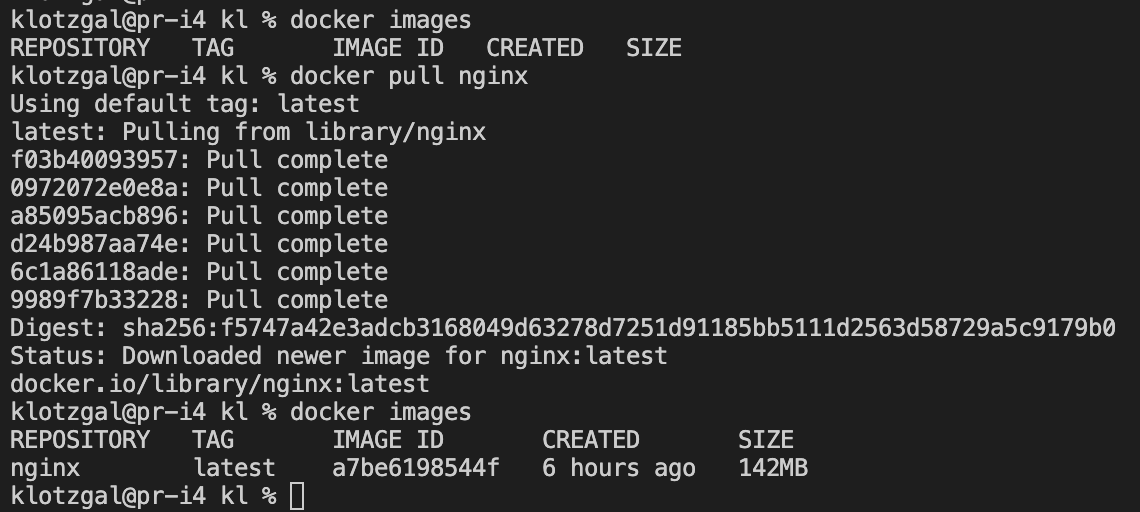 klotzgal@pr-i4 kl % docker images
REPOSITORY   TAG       IMAGE ID   CREATED   SIZE
klotzgal@pr-i4 kl % docker pull nginx
Using default tag: latest
latest: Pulling from library/nginx
f03b40093957: Pull complete
0972072e0e8a: Pull complete
a85095acb896: Pull complete
d24b987aa74e: Pull complete
6c1a86118ade: Pull complete
9989f7b33228: Pull complete
Digest: sha256:f5747a42e3adcb3168049d63278d7251d91185bb5111d2563d58729a5c9179b0
Status: Downloaded newer image for nginx:latest
docker.io/library/nginx:latest
klotzgal@pr-i4 kl % docker images
REPOSITORY   TAG       IMAGE ID       CREATED       SIZE
nginx        latest    a7be6198544f   6 hours ago   142MB
klotzgal@pr-i4 kl %